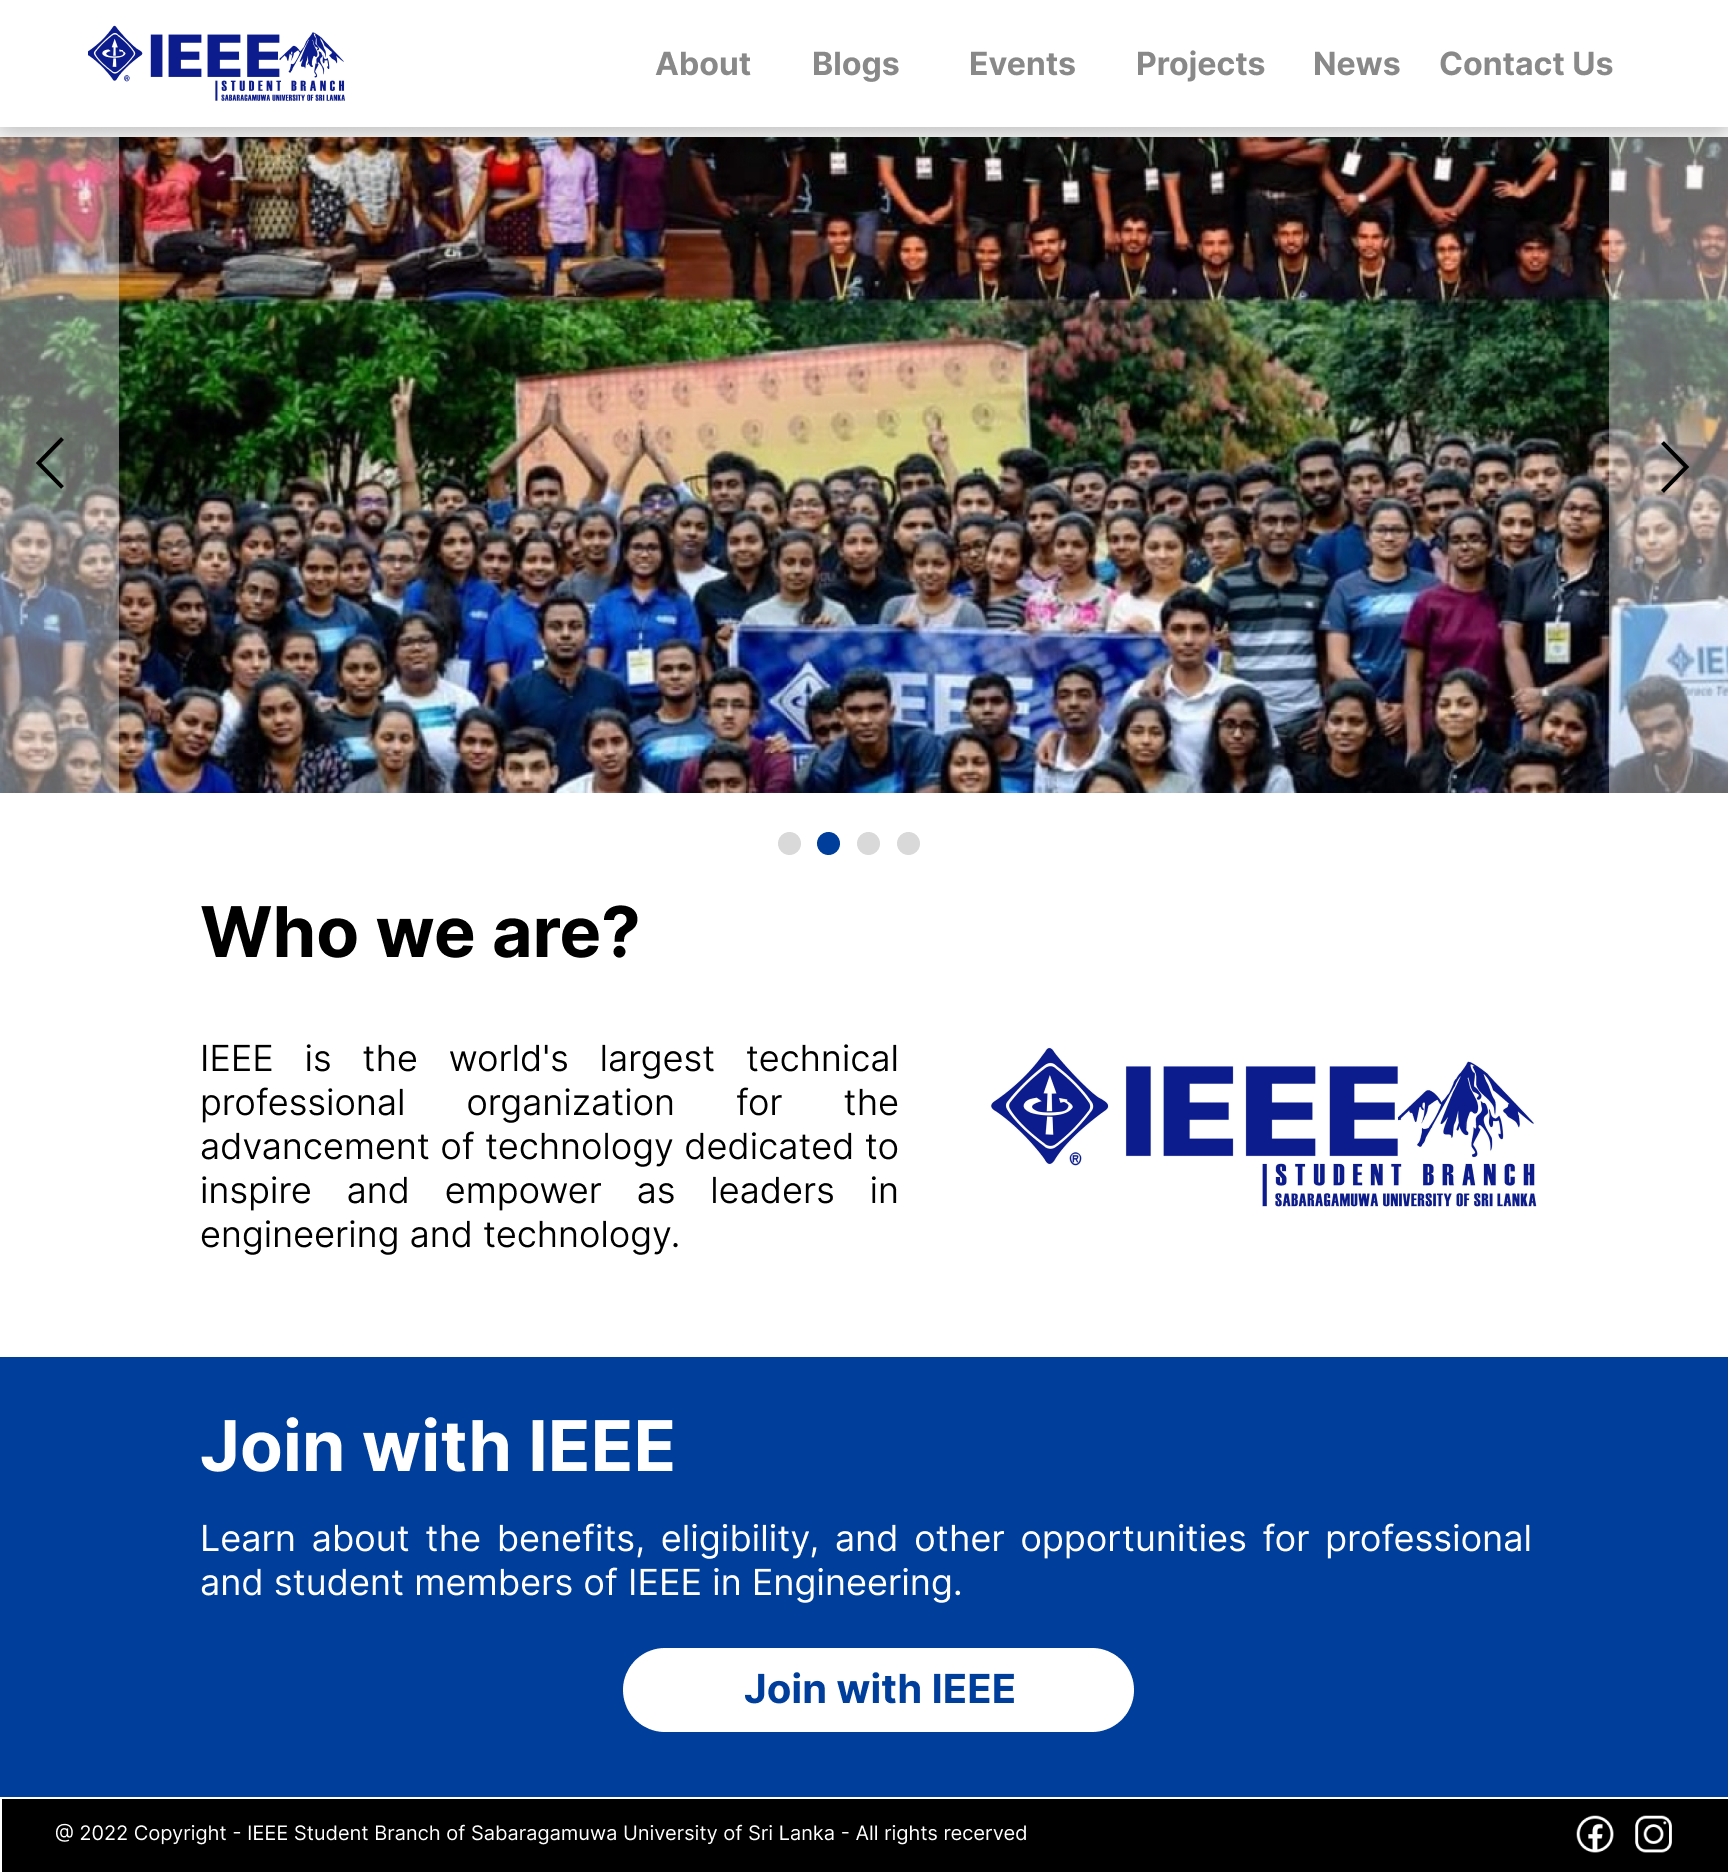 IEEE
STUDENT BRANCH
SABARAGAMUWA UNIVERSITY OF SRI LANKA
About Blogs Events Projects News Contact Us
IEEE
Who we are?
IEEE is the world's largest technical
professional organization for the
advancement of technology dedicated to
inspire and empower as leaders in
engineering and technology.
IEEE
®
STUDENT BRANCH
SABARAGAMUWA UNIVERSITY OF SRI LANKA
Join with IEEE
Learn about the benefits, eligibility, and other opportunities for professional
and student members of IEEE in Engineering.
Join with IEEE
@ 2022 Copyright - IEEE Student Branch of Sabaragamuwa University of Sri Lanka - All rights recerved